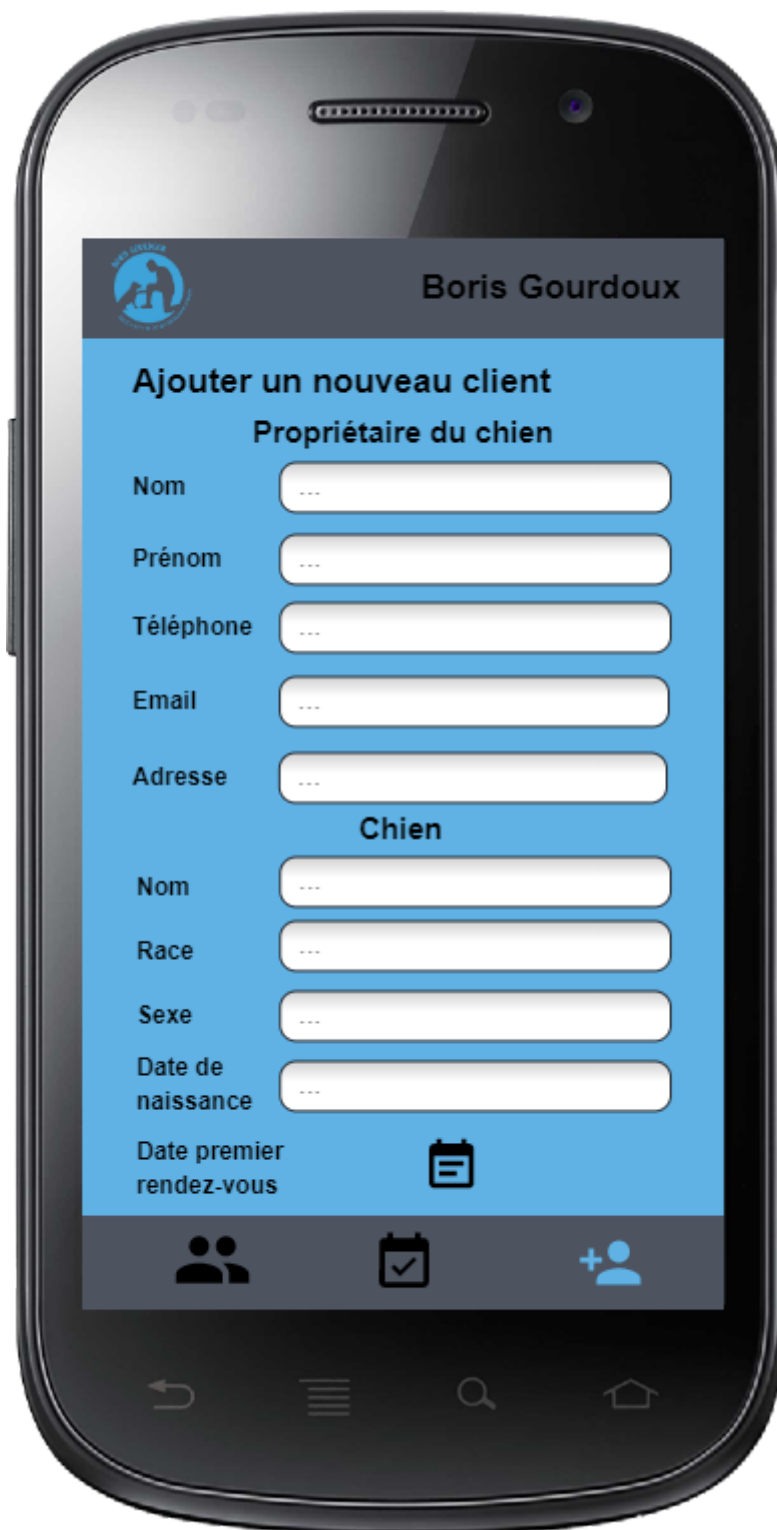 Boris Gourdoux
Ajouter un nouveau client
Propriétaire du chien
Nom
...
Prénom
...
Téléphone
...
Email
...
Adresse
...
Chien
Nom
...
Race
...
Sexe
...
Date de
naissance
...
Date premier
rendez-vous